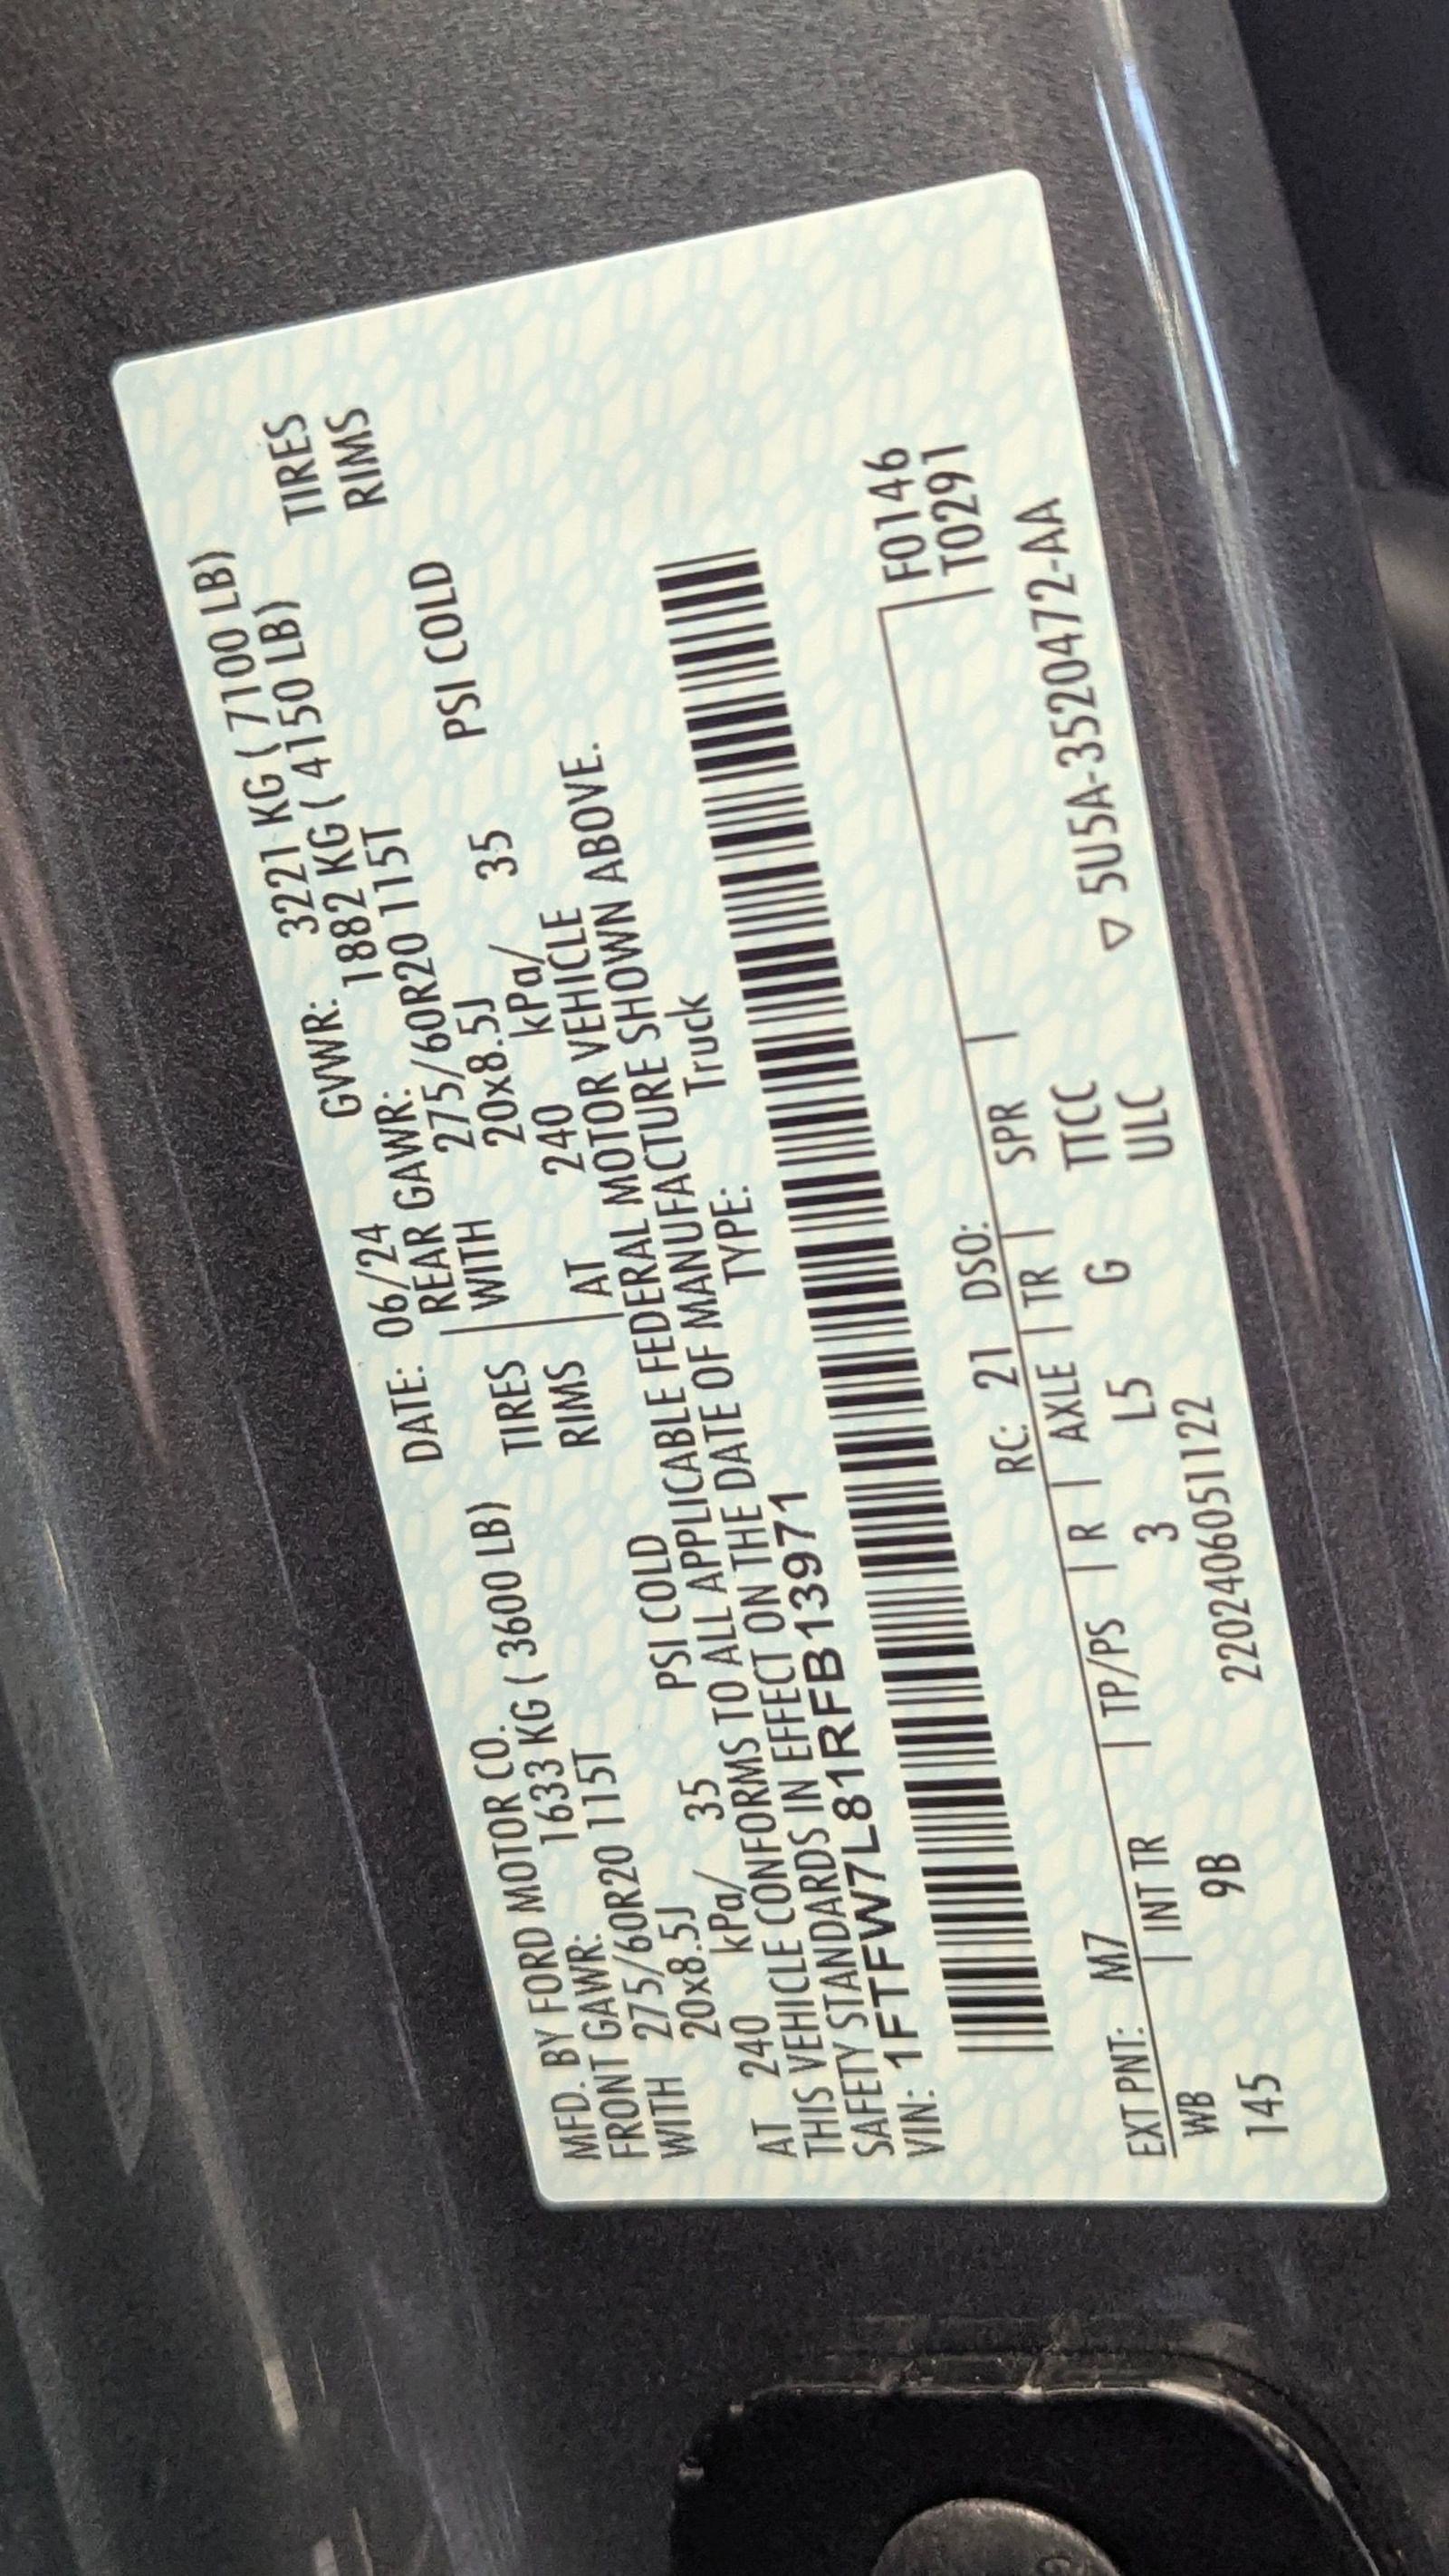 MFD. BY FORD MOTOR CO. DATE: 06/24 GVWR: 3221 KG ( 7100 LB)
FRONT GAWR: 1633 KG ( 3600 LB) REAR GAWR: 1882 KG ( 4150 LB)
WITH 275/60R20 115T TIRES WITH 275/60R20 115T TIRES
20x8.5J RIMS 20x8.5J RIMS
AT 240 kPa/ 35 PSI COLD AT 240 kPa/ 35 PSI COLD
THIS VEHICLE CONFORMS TO ALL APPLICABLE FEDERAL MOTOR VEHICLE
SAFETY STANDARDS IN EFFECT ON THE DATE OF MANUFACTURE SHOWN ABOVE.
VIN: 1FTFW7L81RFB13971 TYPE: Truck
EXT PNT: M7 RC: 21 DSO: F0146
WB INT TR TP/PS R AXLE TR SPR T0291
145 9B 3 L5 G TTCC ▽ 5U5A-3520472-AA
ULC
2202406051122